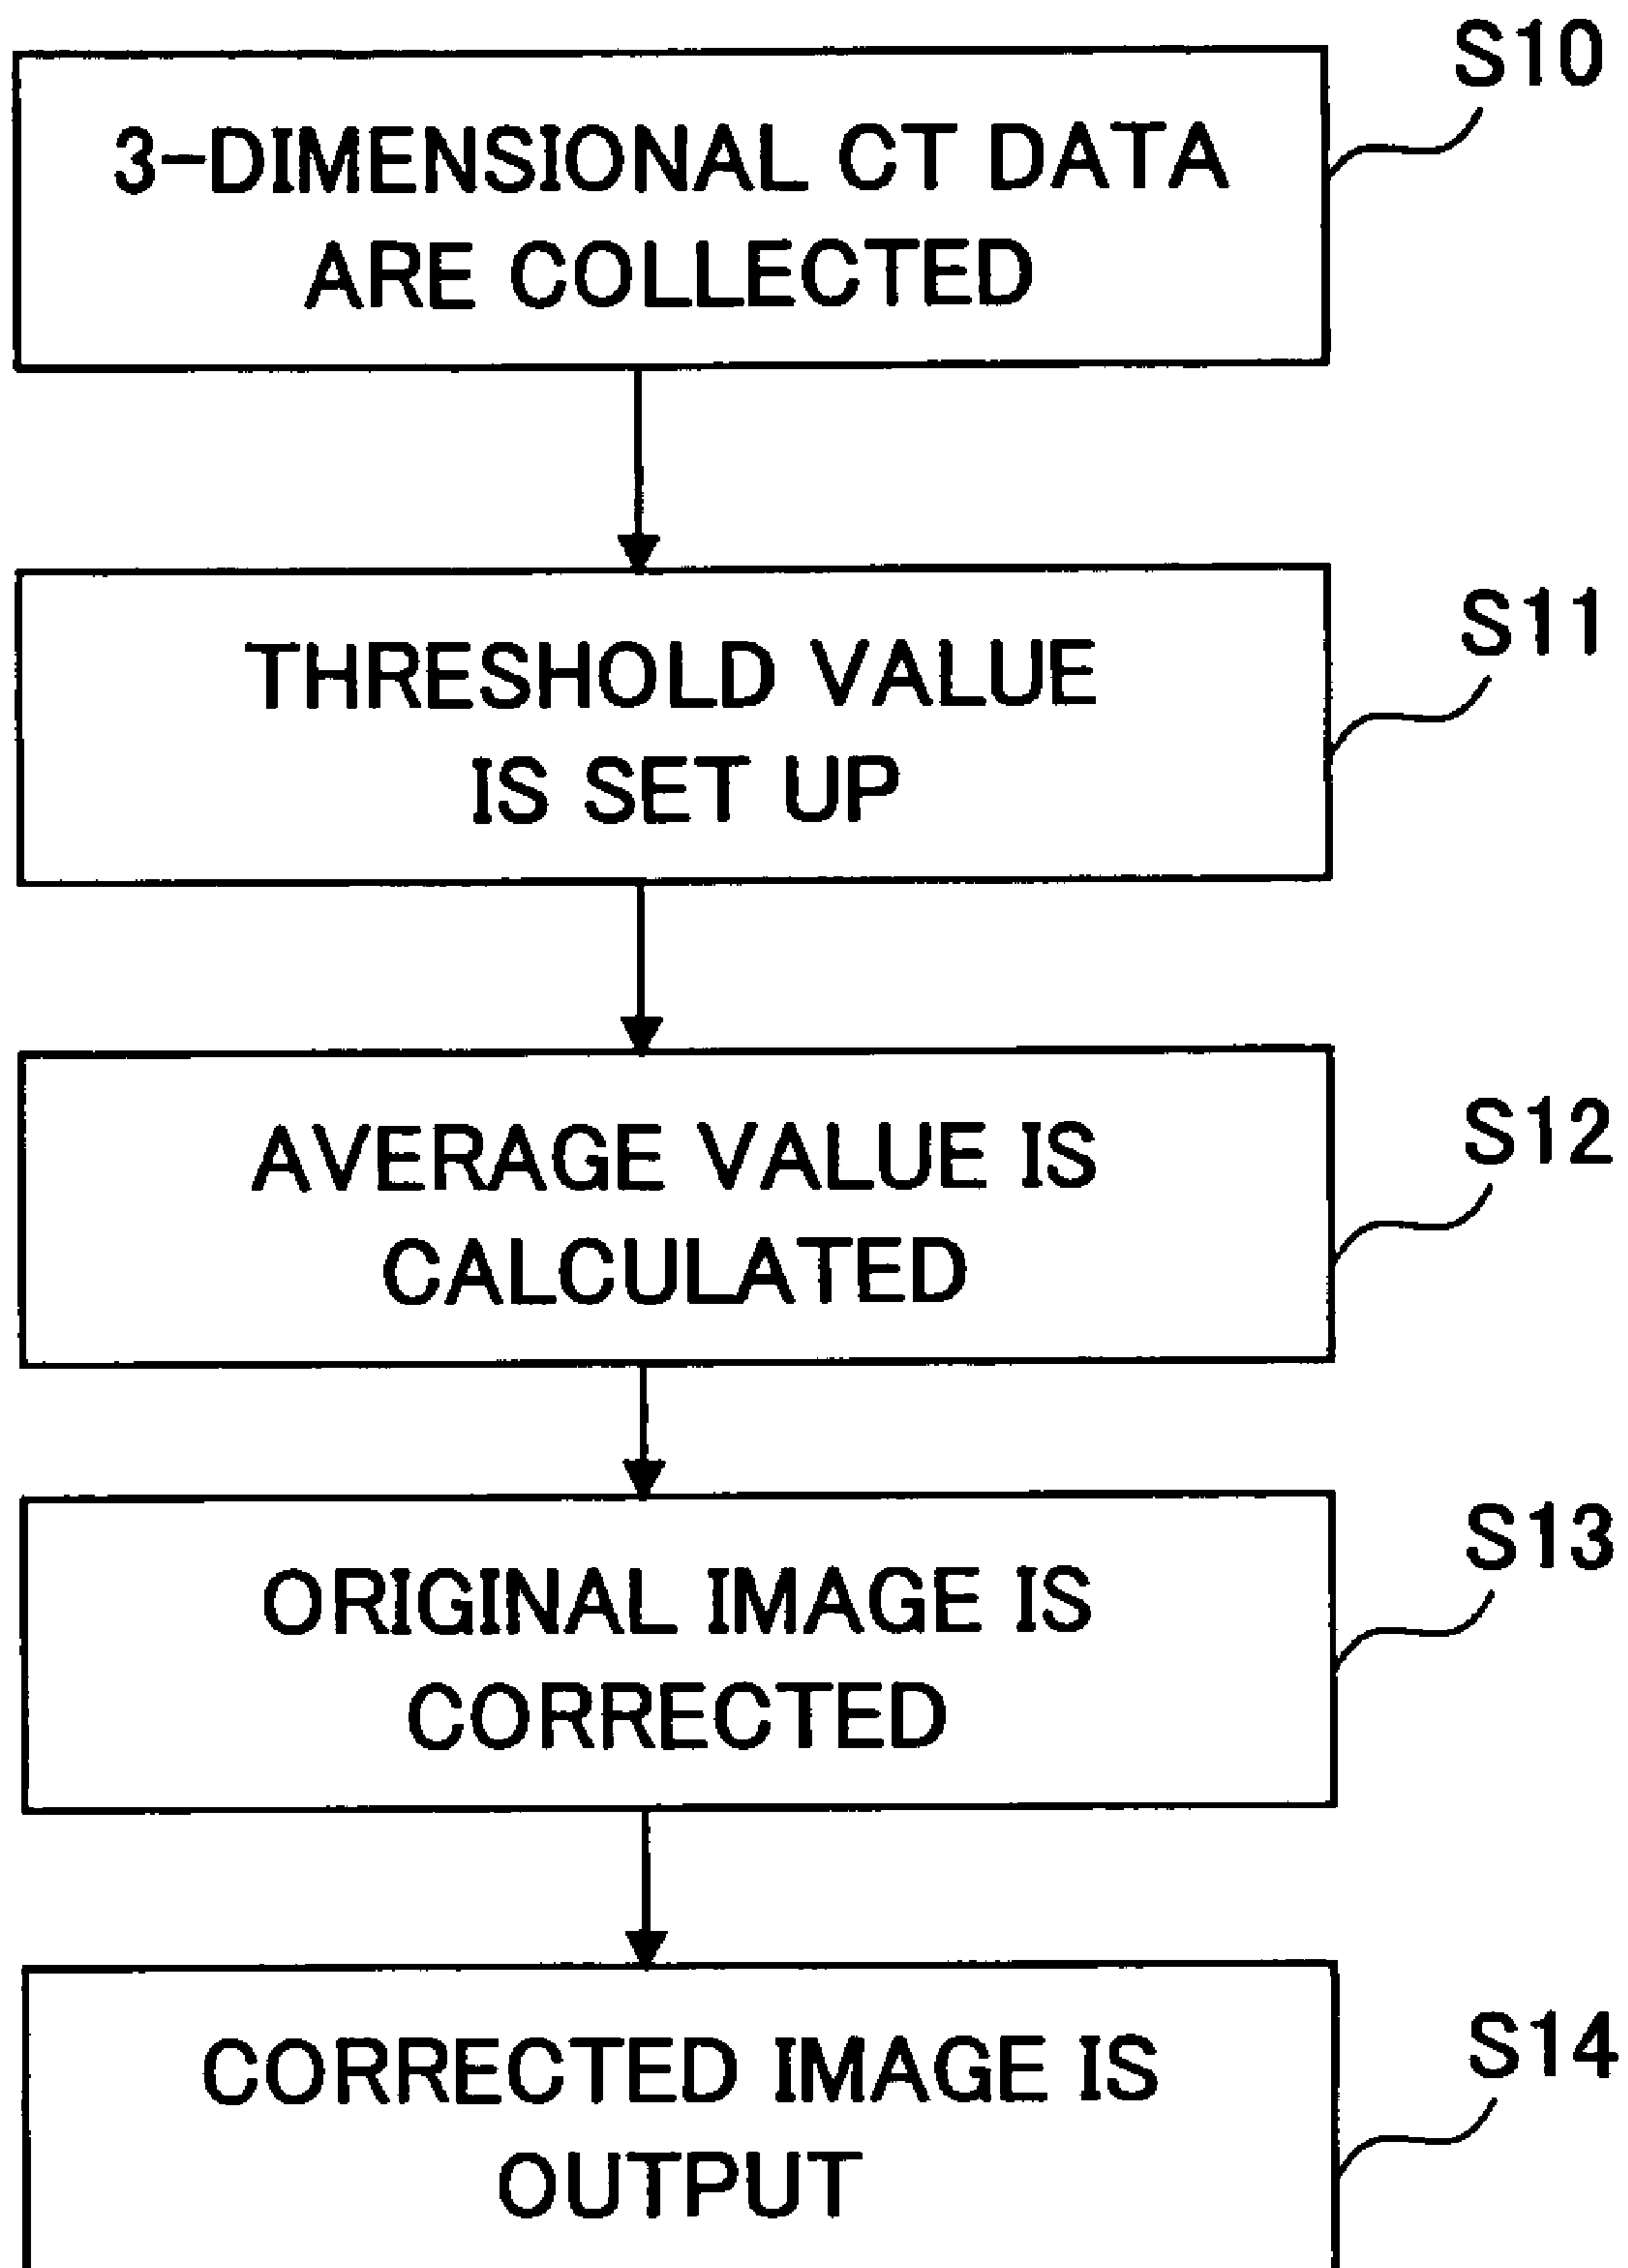 S10
3-DIMENSIONAL CT DATA
ARE COLLECTED
S11
THRESHOLD VALUE
IS SET UP
S12
AVERAGE VALUE IS
CALCULATED
S13
ORIGINAL IMAGE IS
CORRECTED
S14
CORRECTED IMAGE IS
OUTPUT